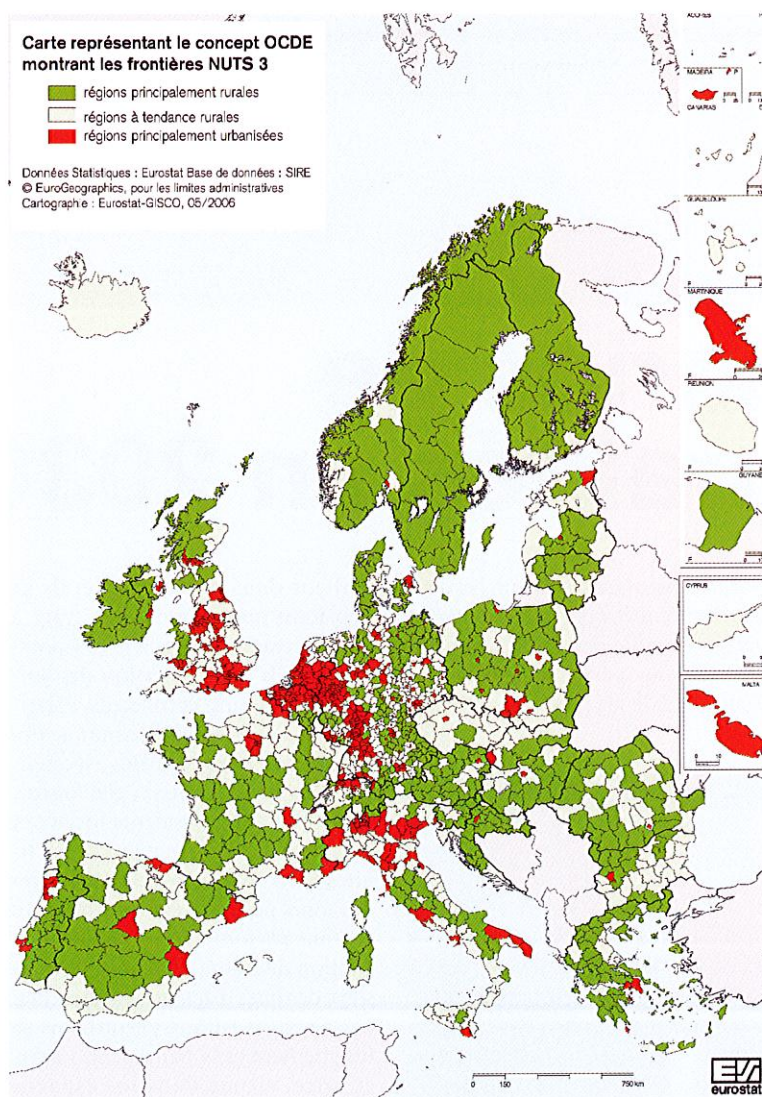 Carte représentant le concept OCDE
montrant les frontières NUTS 3
régions principalement rurales
régions à tendance rurales
régions principalement urbanisées
Données Statistiques : Eurostat Base de données : SIRE
© EuroGeographics, pour les limites administratives
Cartographie : Eurostat-GISCO, 05/2006
MADEIRA P
CANARIAS
GUADELOUPE
F
MARTINIQUE
F
REUNION
F
GUYANE
F
CYPRUS
MALTA
0 150 750 km
eurostat